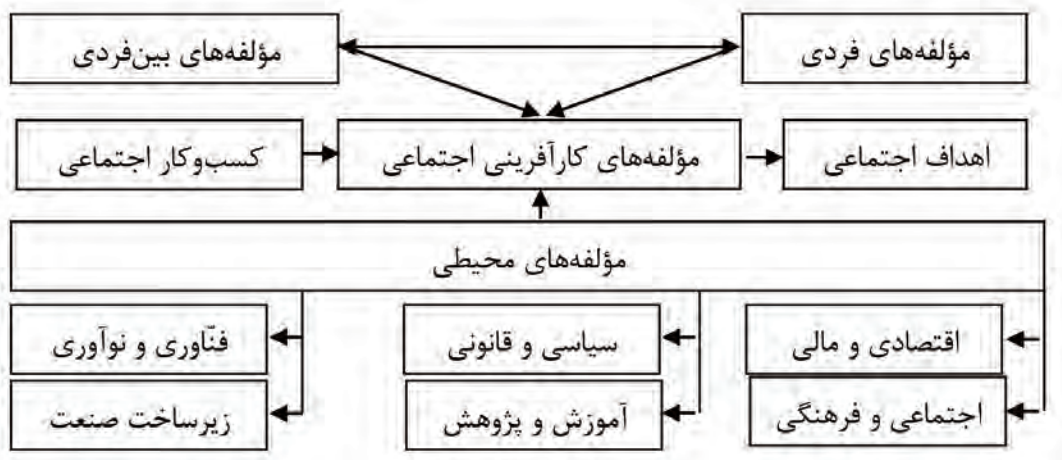 مؤلفه‌های فردی
مؤلفه‌های بین‌فردی
اهداف اجتماعی
مؤلفه‌های کارآفرینی اجتماعی
کسب‌وکار اجتماعی
مؤلفه‌های محیطی
اقتصادی و مالی
سیاسی و قانونی
فنّاوری و نوآوری
اجتماعی و فرهنگی
آموزش و پژوهش
زیرساخت صنعت